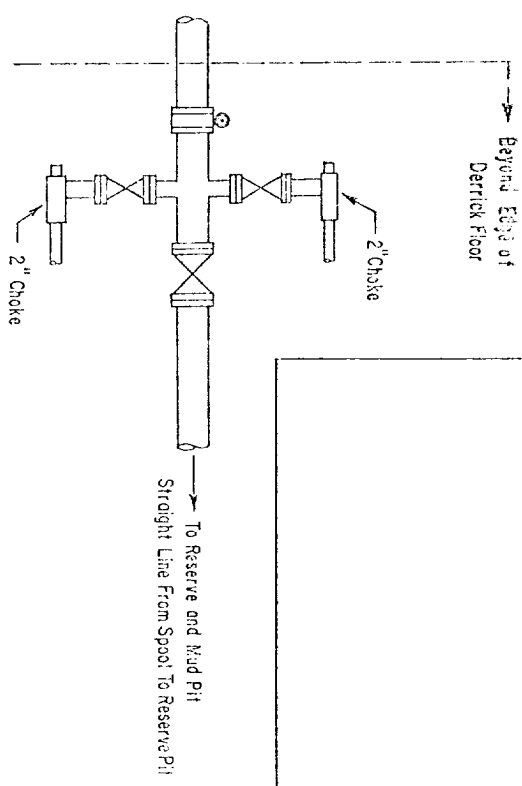 Beyond Edge of
Derrick Floor
2" Choke
2" Choke
To Reserve and Mud Pit
Straight Line From Spool To Reserve Pit